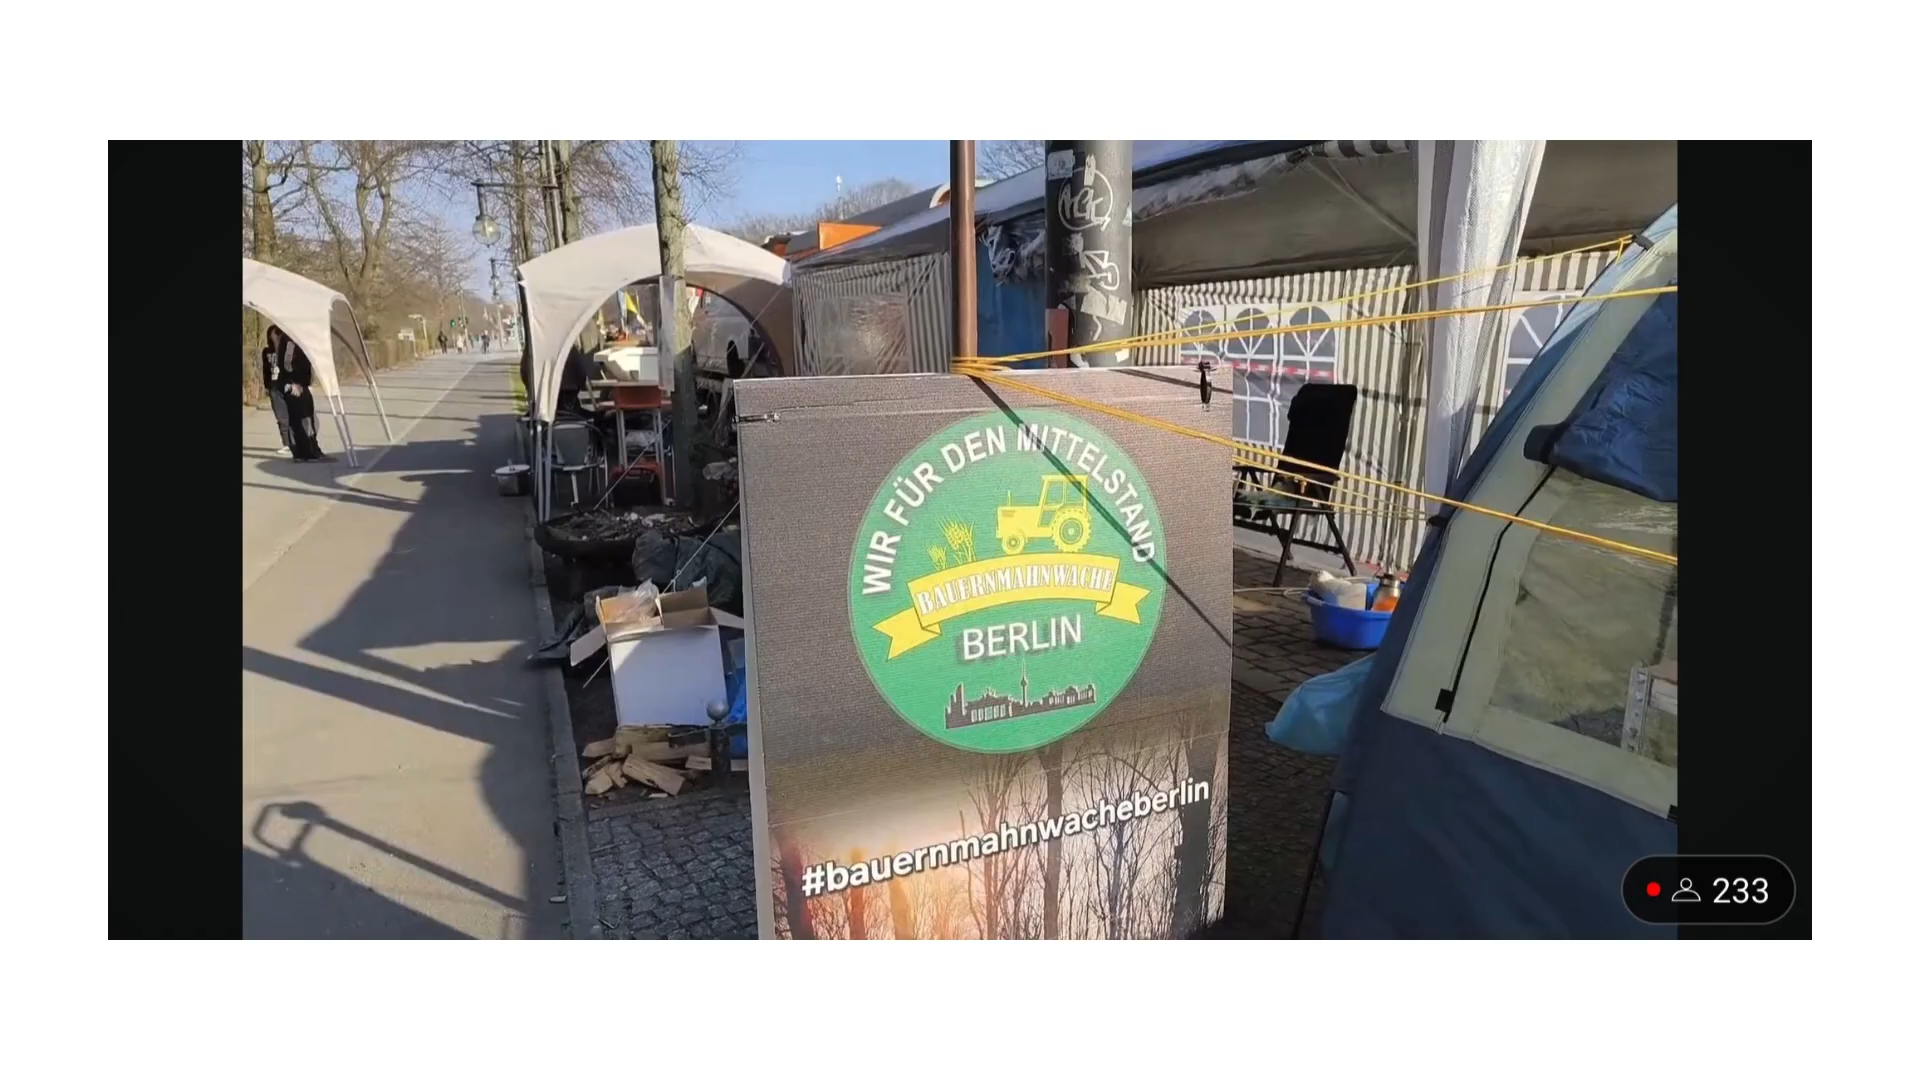 WIR FÜR DEN MITTELSTAND
BAUERNMAHNWACHE
BERLIN
#bauernmahnwacheberlin
233